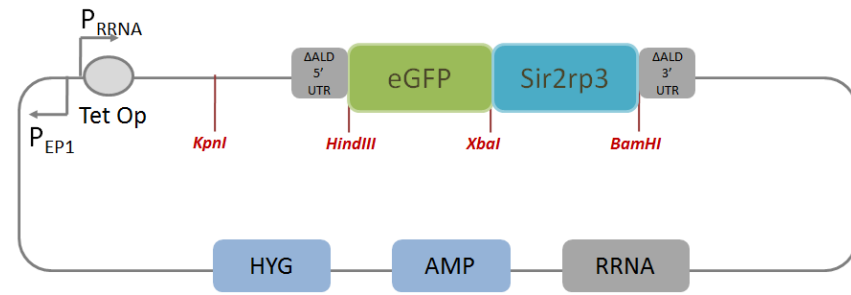 PRRNA
Tet Op
PEP1
KpnI
ΔALD
5’
UTR
eGFP
Sir2rp3
ΔALD
3’
UTR
HindIII
XbaI
BamHI
HYG
AMP
RRNA